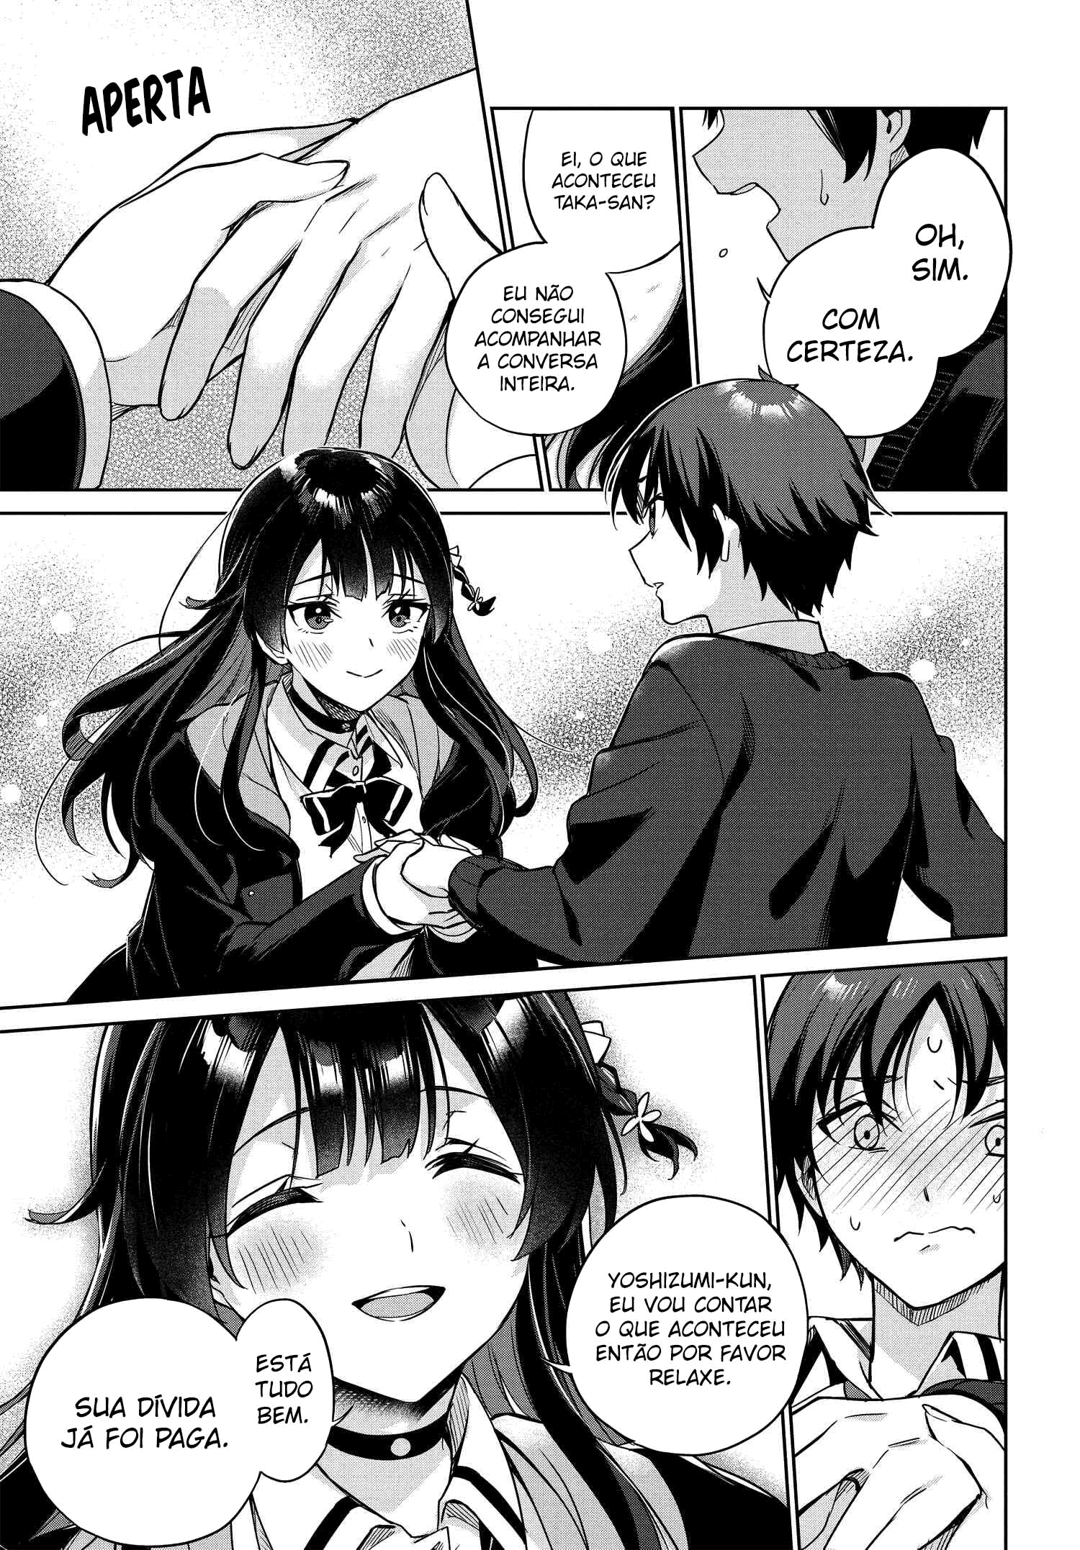 OH,
SIM.
COM
CERTEZA.
EI, O QUE
ACONTECEU
TAKA-SAN?
EU NÃO
CONSEGUI
ACOMPANHAR
A CONVERSA
INTEIRA.
APERTA
YOSHIZUMI-KUN,
EU VOU CONTAR
O QUE ACONTECEU
ENTÃO POR FAVOR
RELAXE.
ESTÁ
TUDO
BEM.
SUA DÍVIDA
JÁ FOI PAGA.